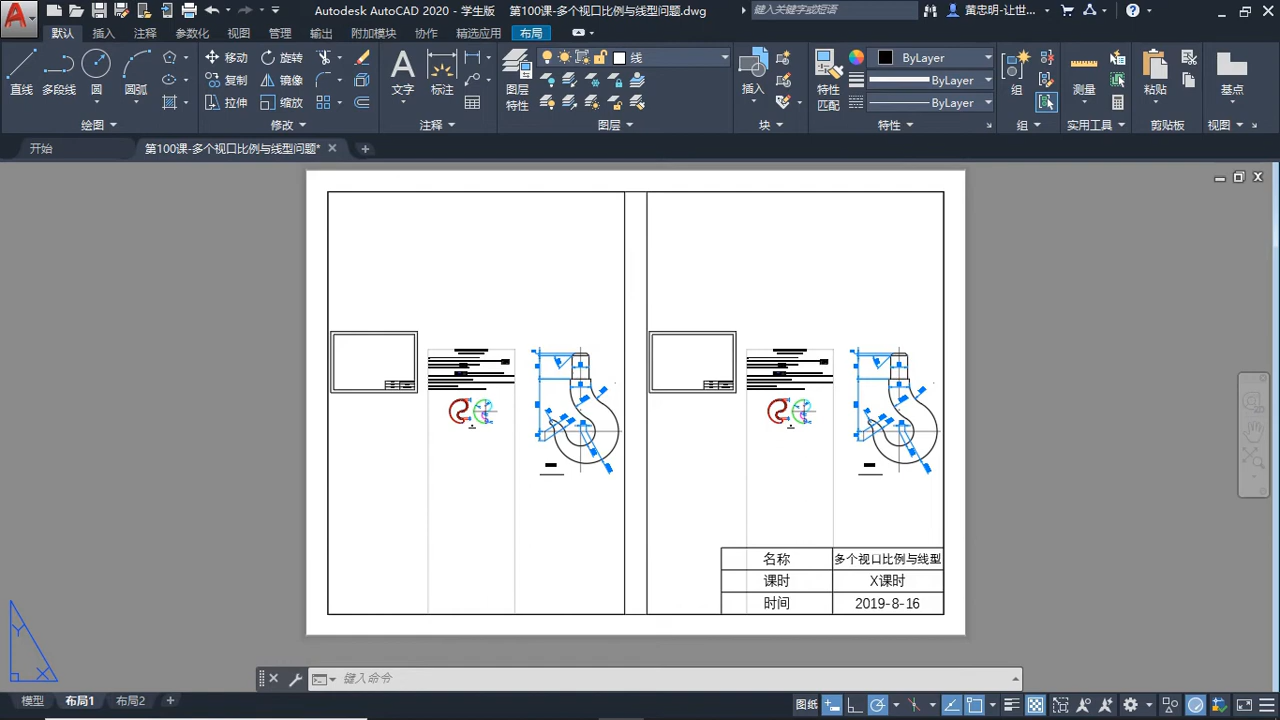 Autodesk AutoCAD 2020 - 学生版 第100课-多个视口比例与线型问题.dwg 键入关键字或短语 黄忠明-让世...
默认 插入 注释 参数化 视图 管理 输出 附加模块 协作 精选应用 布局
直线 多段线 圆 圆弧
移动 旋转
复制 镜像
拉伸 缩放
文字 标注
图层特性
线
插入
特性匹配
ByLayer
ByLayer
ByLayer
组 测量 粘贴 基点
绘图 修改 注释 图层 块 特性 组 实用工具 剪贴板 视图
开始 第100课-多个视口比例与线型问题*
名称 多个视口比例与线型
课时 X课时
时间 2019-8-16
Y
X
键入命令
模型 布局1 布局2 图纸